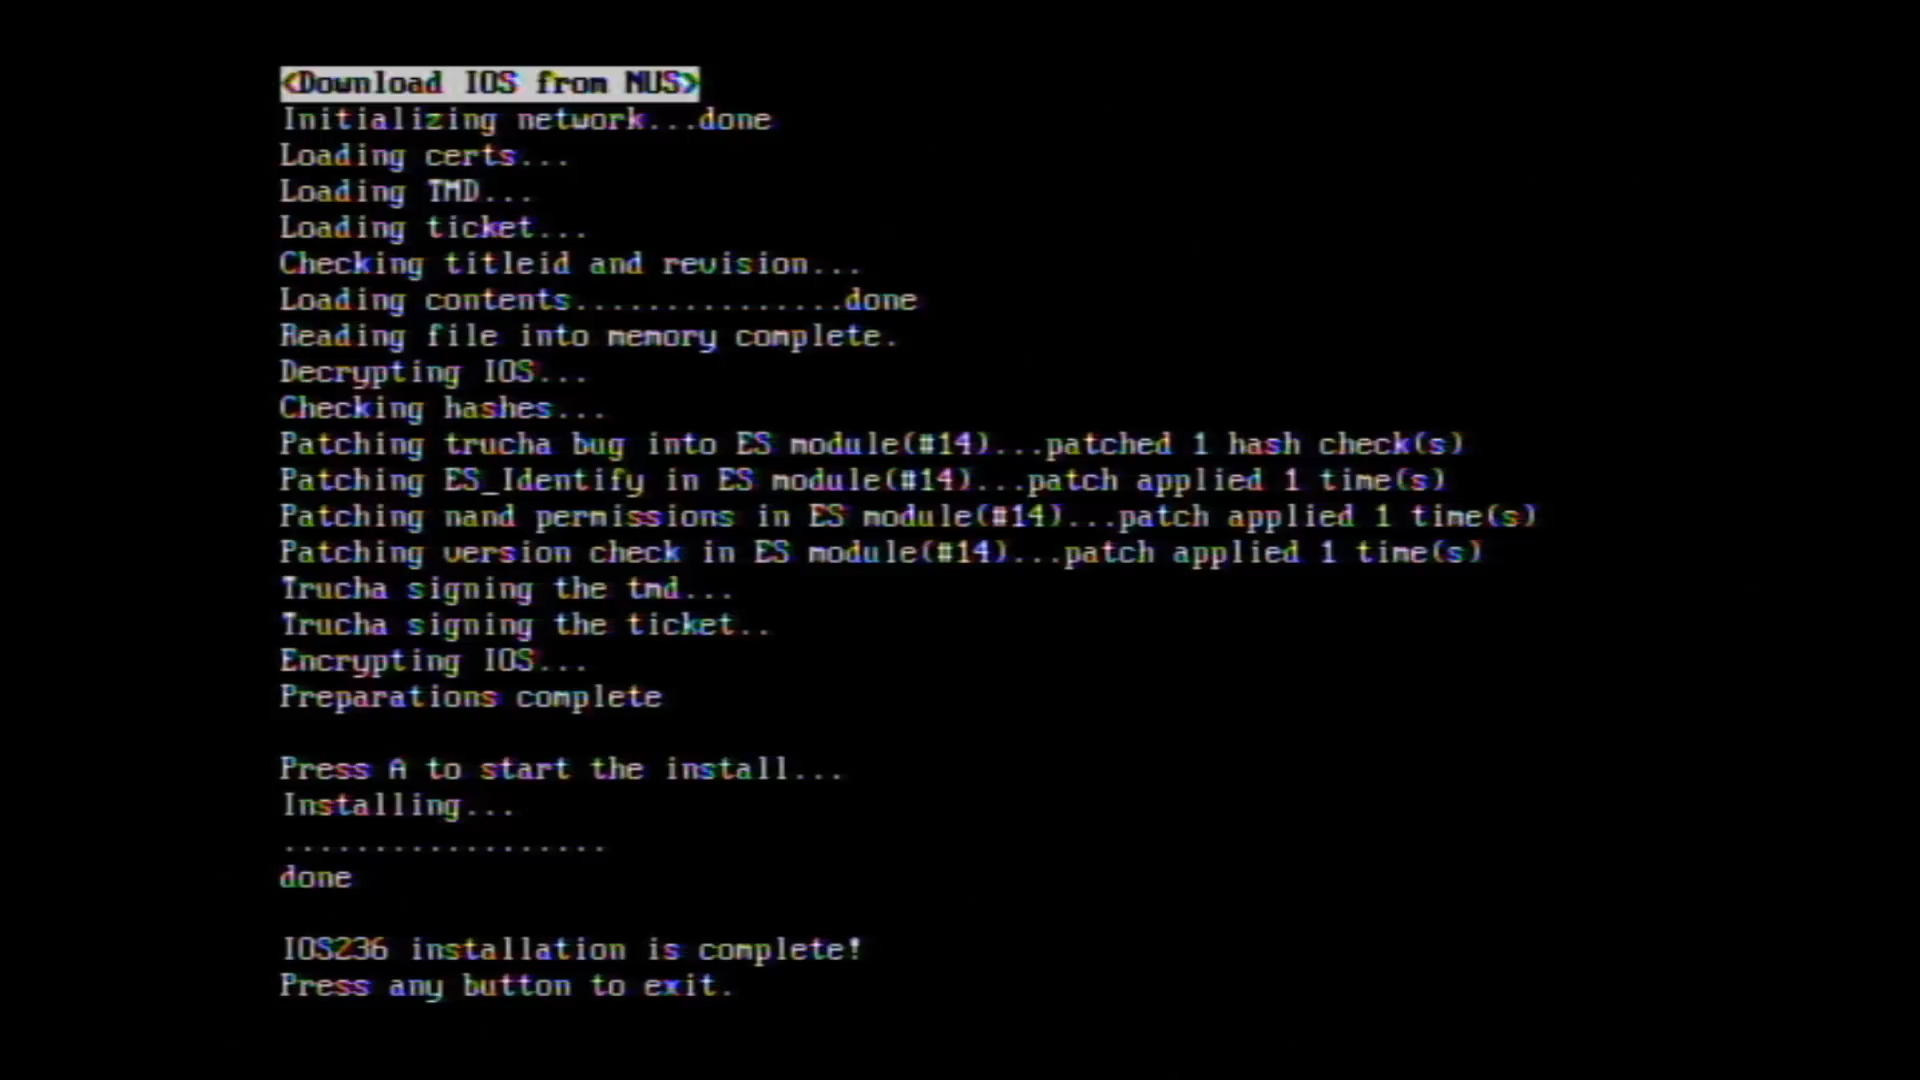 <Download IOS from NUS>
Initializing network...done
Loading certs...
Loading TMD...
Loading ticket...
Checking titleid and revision...
Loading contents...............done
Reading file into memory complete.
Decrypting IOS...
Checking hashes...
Patching trucha bug into ES module(#14)...patched 1 hash check(s)
Patching ES_Identify in ES module(#14)...patch applied 1 time(s)
Patching nand permissions in ES module(#14)...patch applied 1 time(s)
Patching version check in ES module(#14)...patch applied 1 time(s)
Trucha signing the tmd...
Trucha signing the ticket..
Encrypting IOS...
Preparations complete
Press A to start the install...
Installing...
..................
done
IOS236 installation is complete!
Press any button to exit.